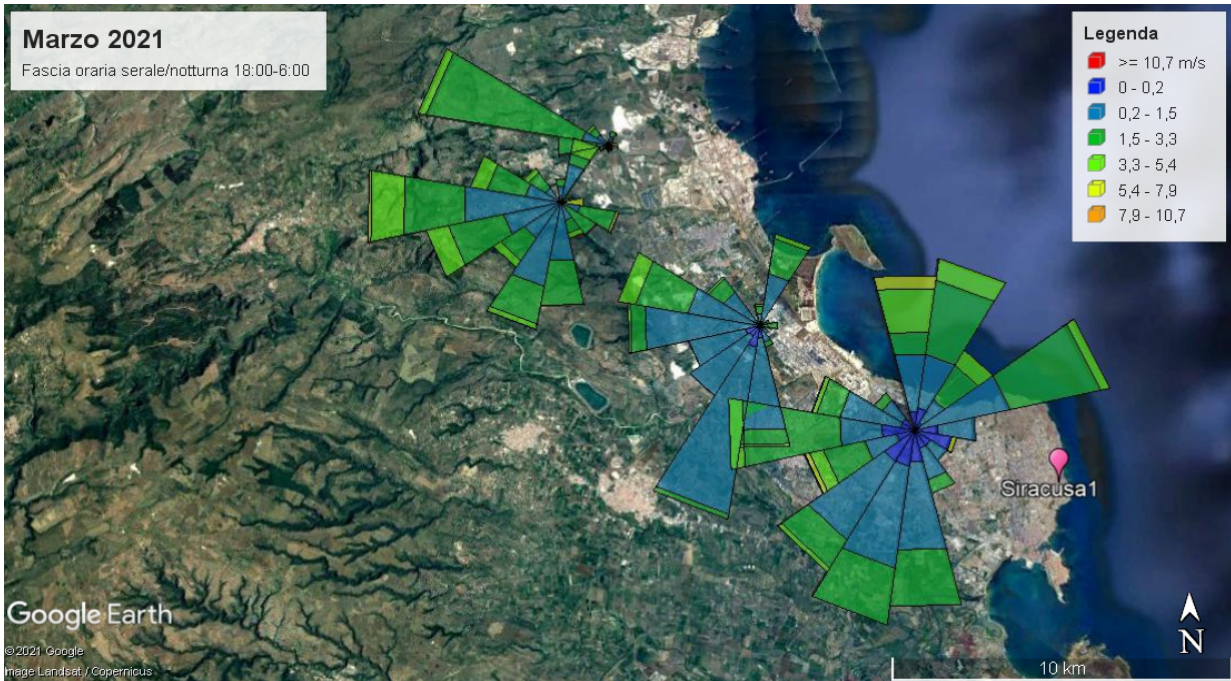 Marzo 2021
Fascia oraria serale/notturna 18:00-6:00
Legenda
>= 10,7 m/s
0 - 0,2
0,2 - 1,5
1,5 - 3,3
3,3 - 5,4
5,4 - 7,9
7,9 - 10,7
Siracusa1
Google Earth
©2021 Google
Image Landsat / Copernicus
N
10 km